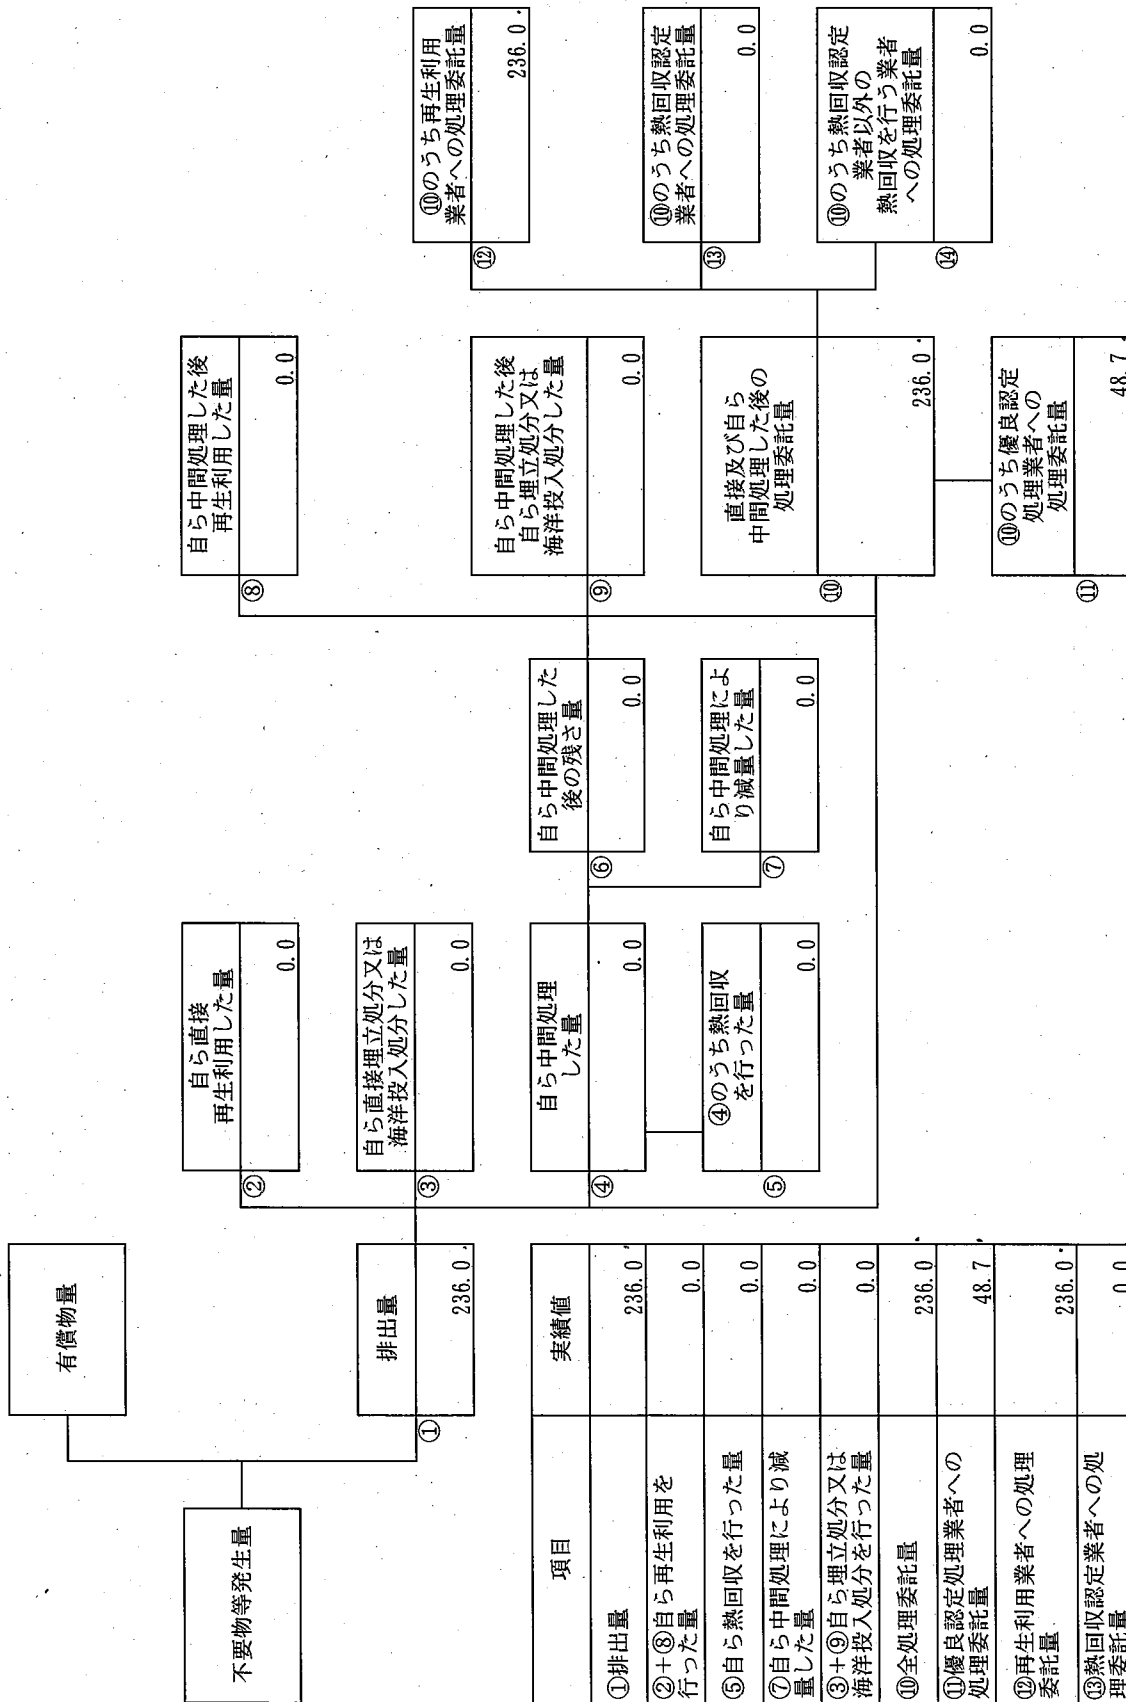 不要物等発生量
有償物量
排出量
①
236.0
自ら直接
再生利用した量
②
0.0
自ら直接埋立処分又は
海洋投入処分した量
③
0.0
自ら中間処理
した量
④
0.0
④のうち熱回収
を行った量
⑤
0.0
自ら中間処理した
後の残さ量
⑥
0.0
自ら中間処理によ
り減量した量
⑦
0.0
自ら中間処理した後
再生利用した量
⑧
0.0
自ら中間処理した後
自ら埋立処分又は
海洋投入処分した量
⑨
0.0
直接及び自ら
中間処理した後の
処理委託量
⑩
236.0
⑩のうち優良認定
処理業者への
処理委託量
⑪
48.7
⑩のうち再生利用
業者への処理委託量
⑫
236.0
⑩のうち熱回収認定
業者への処理委託量
⑬
0.0
⑩のうち熱回収認定
業者以外の
熱回収を行う業者
への処理委託量
⑭
0.0
項目 実績値
①排出量 236.0
②+⑧自ら再生利用を
行った量 0.0
⑤自ら熱回収を行った量 0.0
⑦自ら中間処理により減
量した量 0.0
③+⑨自ら埋立処分又は
海洋投入処分を行った量 0.0
⑩全処理委託量 236.0
⑪優良認定処理業者への
処理委託量 48.7
⑫再生利用業者への処理
委託量 236.0
⑬熱回収認定業者への処
理委託量 0.0